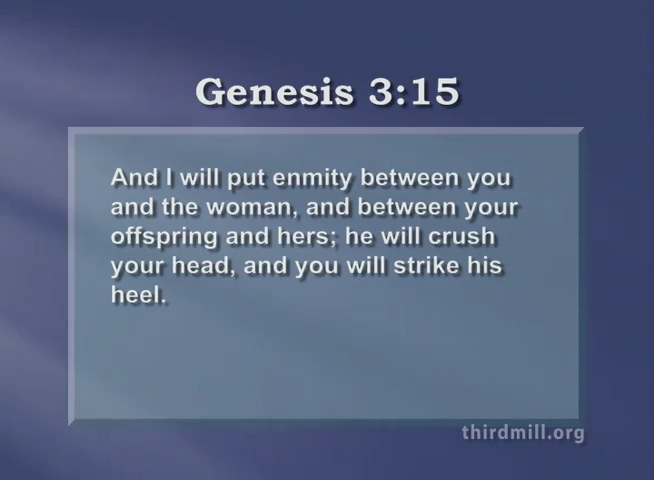 Genesis 3:15
And I will put enmity between you
and the woman, and between your
offspring and hers; he will crush
your head, and you will strike his
heel.
thirdmill.org